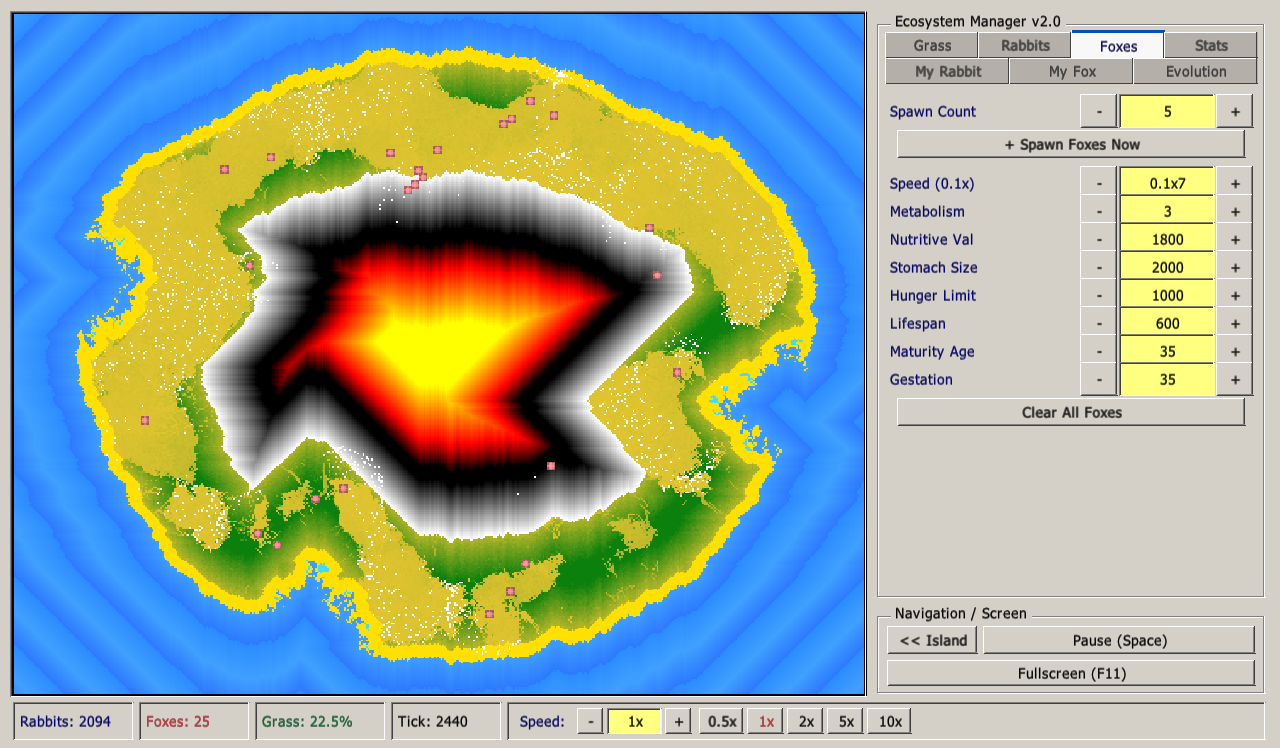 Ecosystem Manager v2.0
Grass Rabbits Foxes Stats
My Rabbit My Fox Evolution
Spawn Count - 5 +
+ Spawn Foxes Now
Speed (0.1x) - 0.1x7 +
Metabolism - 3 +
Nutritive Val - 1800 +
Stomach Size - 2000 +
Hunger Limit - 1000 +
Lifespan - 600 +
Maturity Age - 35 +
Gestation - 35 +
Clear All Foxes
Navigation / Screen
<< Island Pause (Space)
Fullscreen (F11)
Rabbits: 2094 Foxes: 25 Grass: 22.5% Tick: 2440 Speed: - 1x + 0.5x 1x 2x 5x 10x